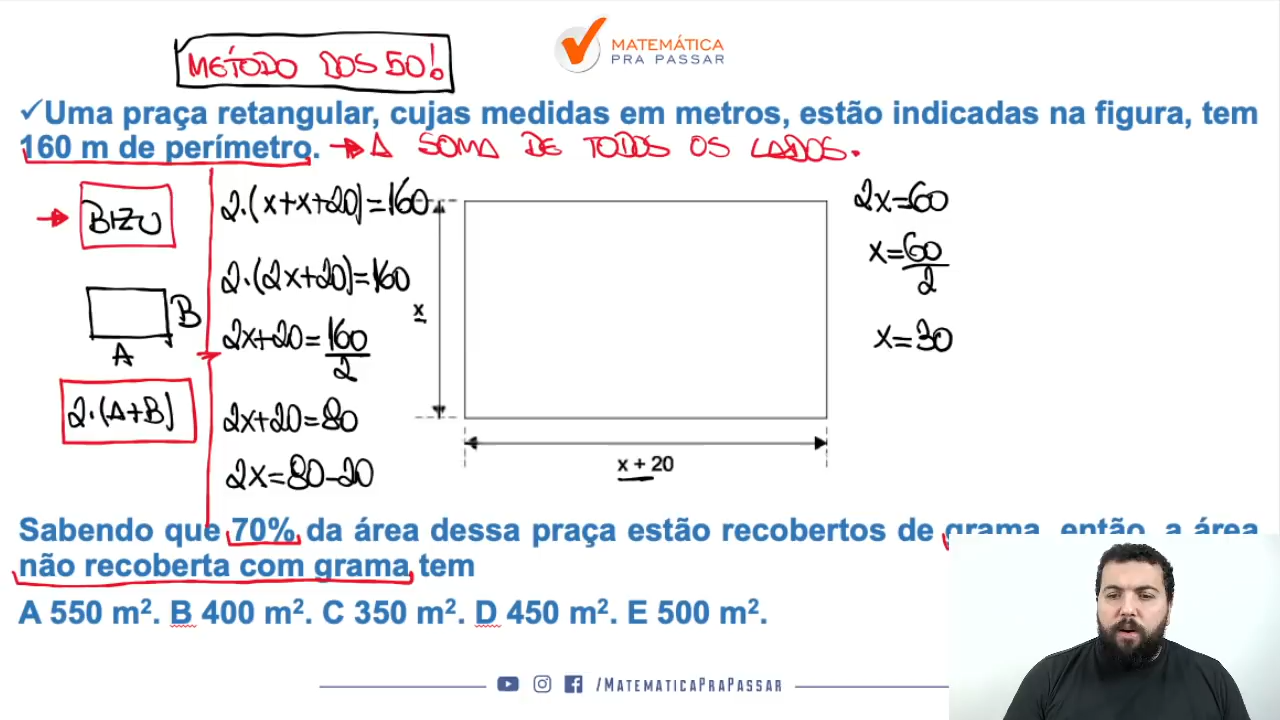 MÉTODO DOS 50!
MATEMÁTICA
PRA PASSAR
✓Uma praça retangular, cujas medidas em metros, estão indicadas na figura, tem
160 m de perímetro. → A SOMA DE TODOS OS LADOS.
BIZU
B
A
2·(A+B)
2·(x+x+20)=160
2·(2x+20)=160
2x+20=160/2
2x+20=80
2x=80-20
x
x + 20
2x=60
x=60/2
x=30
Sabendo que 70% da área dessa praça estão recobertos de grama, então, a área
não recoberta com grama tem
A 550 m². B 400 m². C 350 m². D 450 m². E 500 m².
/MATEMATICAPRAPASSAR